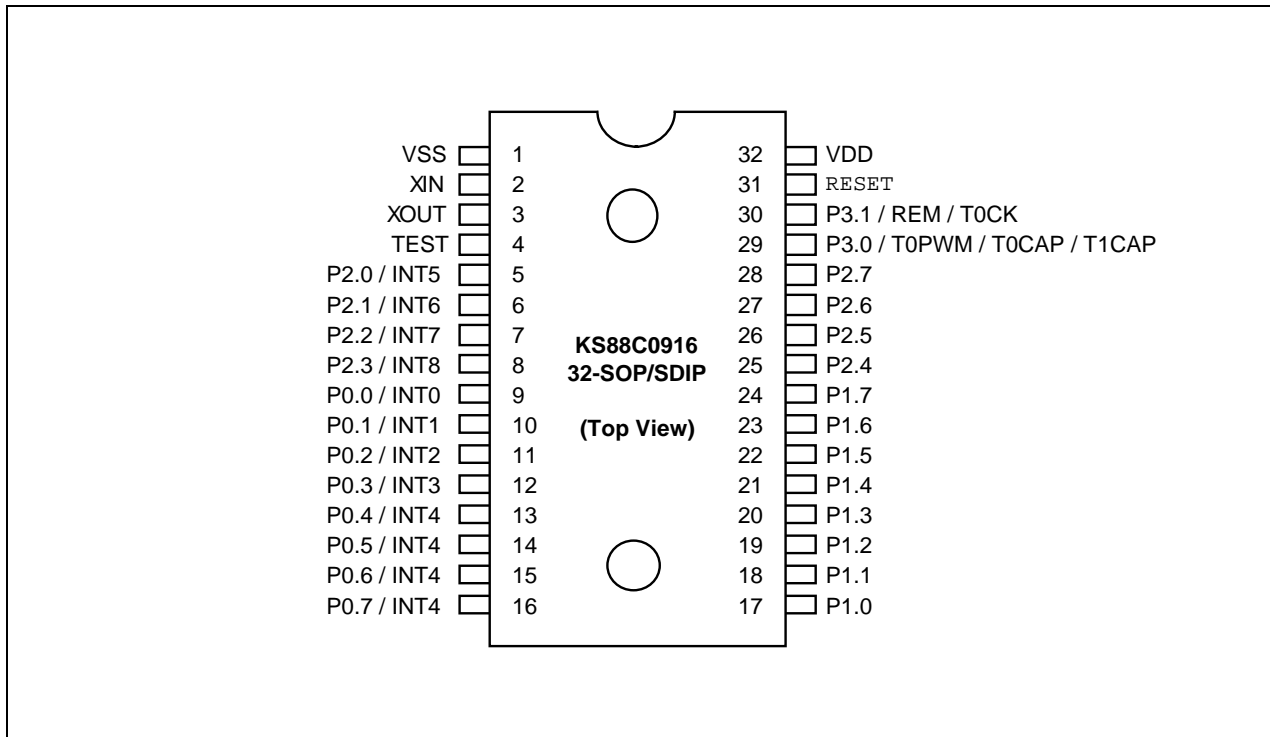 VSS 1 32 VDD
XIN 2 31 RESET
XOUT 3 30 P3.1 / REM / T0CK
TEST 4 29 P3.0 / T0PWM / T0CAP / T1CAP
P2.0 / INT5 5 28 P2.7
P2.1 / INT6 6 27 P2.6
P2.2 / INT7 7 26 P2.5
P2.3 / INT8 8 25 P2.4
P0.0 / INT0 9 24 P1.7
P0.1 / INT1 10 23 P1.6
P0.2 / INT2 11 22 P1.5
P0.3 / INT3 12 21 P1.4
P0.4 / INT4 13 20 P1.3
P0.5 / INT4 14 19 P1.2
P0.6 / INT4 15 18 P1.1
P0.7 / INT4 16 17 P1.0
KS88C0916
32-SOP/SDIP
(Top View)